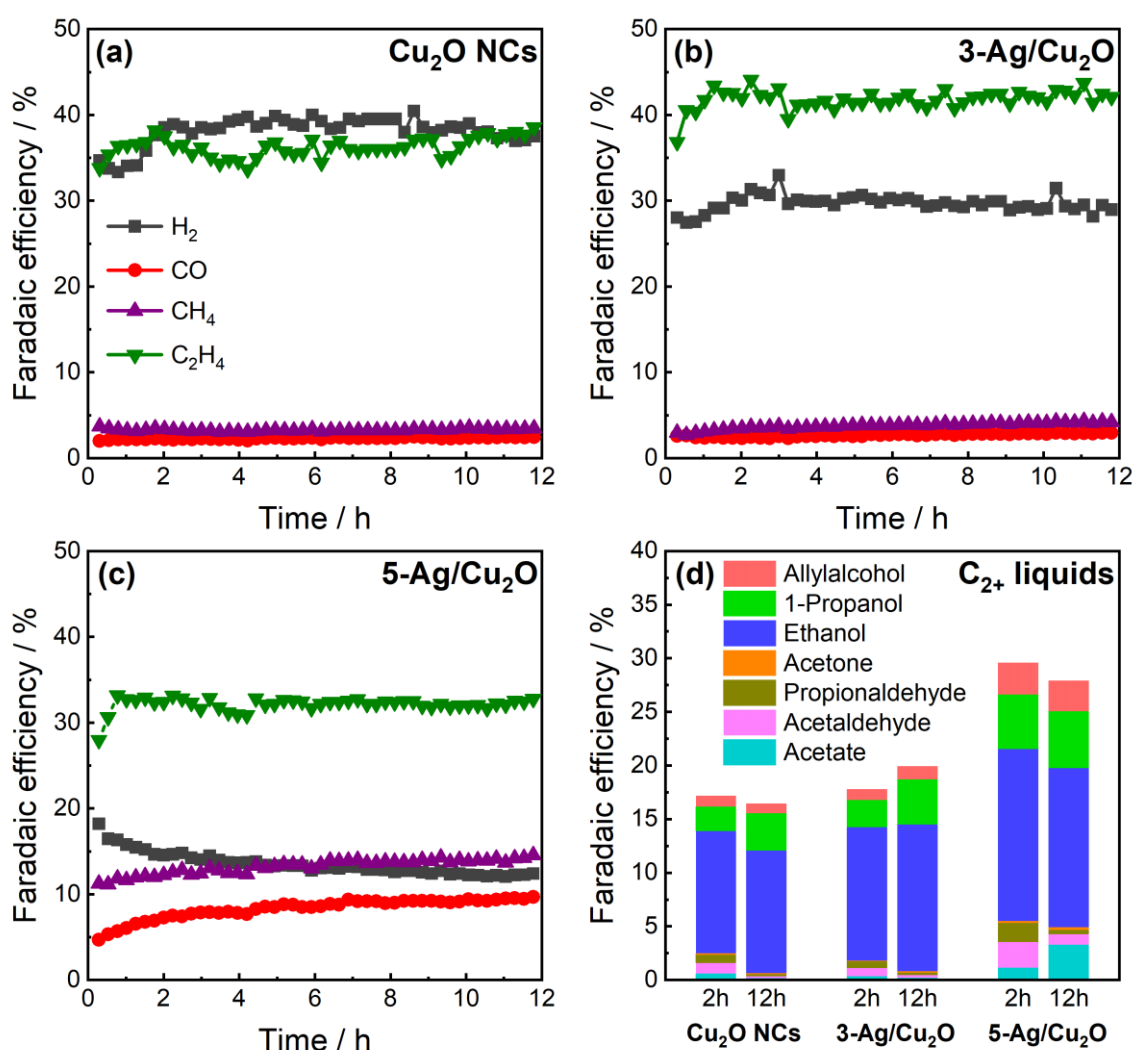 (a) Cu₂O NCs
Faradaic efficiency / %
50
40
30
20
10
0
H₂
CO
CH₄
C₂H₄
0 2 4 6 8 10 12
Time / h
(b) 3-Ag/Cu₂O
Faradaic efficiency / %
50
40
30
20
10
0
0 2 4 6 8 10 12
Time / h
(c) 5-Ag/Cu₂O
Faradaic efficiency / %
50
40
30
20
10
0
0 2 4 6 8 10 12
Time / h
(d) C₂₊ liquids
Faradaic efficiency / %
40
35
30
25
20
15
10
5
0
Allylalcohol
1-Propanol
Ethanol
Acetone
Propionaldehyde
Acetaldehyde
Acetate
2h 12h 2h 12h 2h 12h
Cu₂O NCs 3-Ag/Cu₂O 5-Ag/Cu₂O